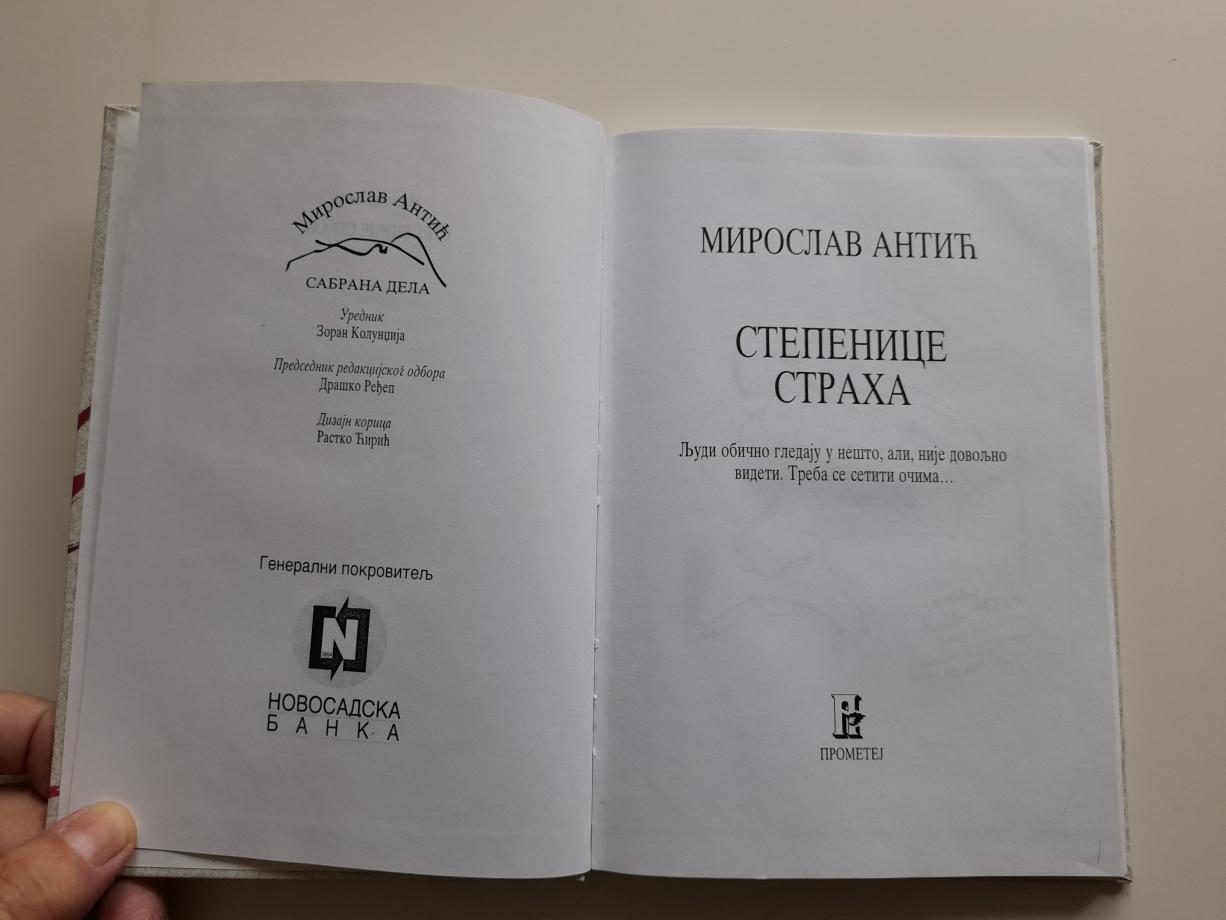 Мирослав Антић
САБРАНА ДЕЛА
Уредник
Зоран Колунџија
Председник редакцијског одбора
Драшко Ређеп
Дизајн корица
Растко Ћирић
Генерални покровитељ
N
1864
НОВОСАДСКА
БАНКА
МИРОСЛАВ АНТИЋ
СТЕПЕНИЦЕ
СТРАХА
Људи обично гледају у нешто, али, није довољно
видети. Треба се сетити очима...
ПРОМЕТЕЈ